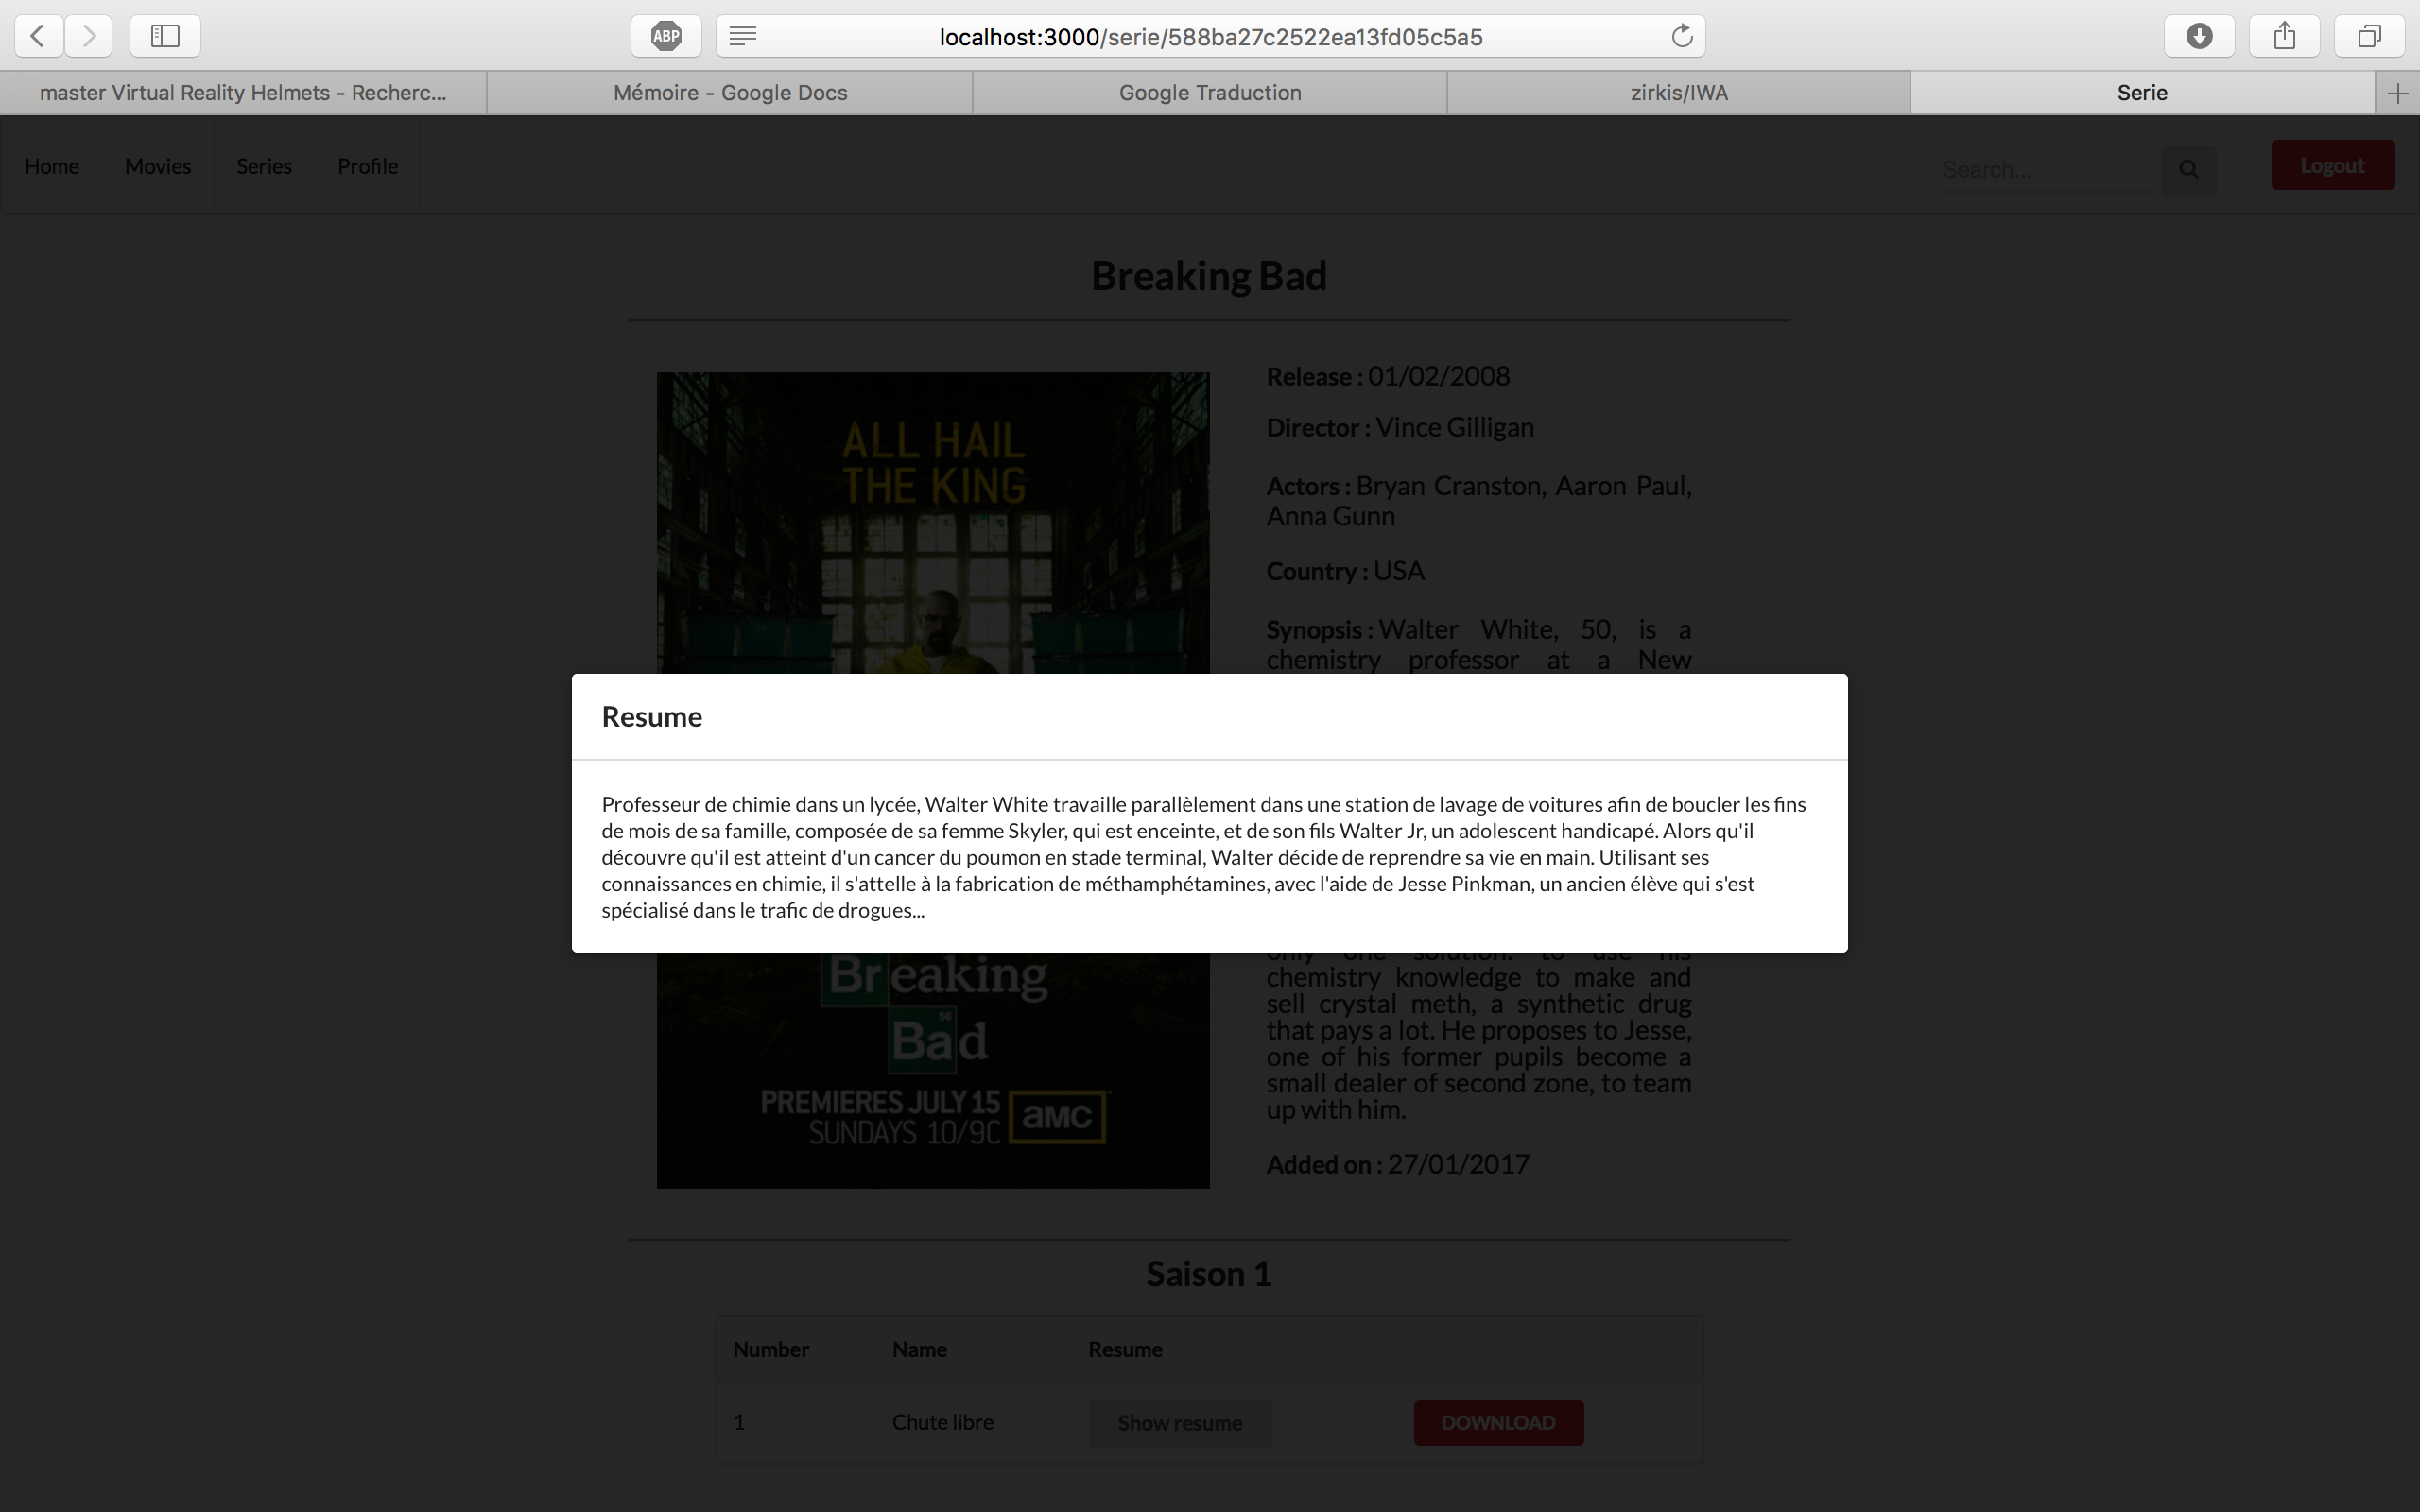 ABP
localhost:3000/serie/588ba27c2522ea13fd05c5a5
master Virtual Reality Helmets - Recherc...
Mémoire - Google Docs
Google Traduction
zirkis/IWA
Serie
Home
Movies
Series
Profile
Search...
Logout
Breaking Bad
ALL HAIL
THE KING
Release : 01/02/2008
Director : Vince Gilligan
Actors : Bryan Cranston, Aaron Paul,
Anna Gunn
Country : USA
Synopsis : Walter White, 50, is a
chemistry professor at a New
Resume
Professeur de chimie dans un lycée, Walter White travaille parallèlement dans une station de lavage de voitures afin de boucler les fins
de mois de sa famille, composée de sa femme Skyler, qui est enceinte, et de son fils Walter Jr, un adolescent handicapé. Alors qu'il
découvre qu'il est atteint d'un cancer du poumon en stade terminal, Walter décide de reprendre sa vie en main. Utilisant ses
connaissances en chimie, il s'attelle à la fabrication de méthamphétamines, avec l'aide de Jesse Pinkman, un ancien élève qui s'est
spécialisé dans le trafic de drogues...
only one solution: to use his
chemistry knowledge to make and
sell crystal meth, a synthetic drug
that pays a lot. He proposes to Jesse,
one of his former pupils become a
small dealer of second zone, to team
up with him.
Breaking
56
Bad
PREMIERES JULY 15
SUNDAYS 10/9C
aMC
Added on : 27/01/2017
Saison 1
Number
Name
Resume
1
Chute libre
Show resume
DOWNLOAD